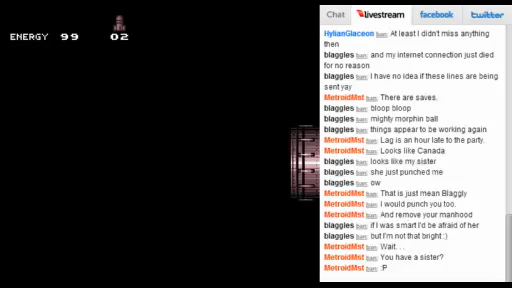 ENERGY 99 02
Chat livestream facebook twitter
HylianGlaceon ban: At least I didn't miss anything
then
blaggles ban: and my internet connection just died
for no reason
blaggles ban: I have no idea if these lines are being
sent yay
MetroidMst ban: There are saves.
blaggles ban: bloop bloop
blaggles ban: mighty morphin ball
blaggles ban: things appear to be working again
MetroidMst ban: Lag is an hour late to the party.
MetroidMst ban: Looks like Canada
blaggles ban: looks like my sister
blaggles ban: she just punched me
blaggles ban: ow
MetroidMst ban: That is just mean Blaggly
MetroidMst ban: I would punch you too.
MetroidMst ban: And remove your manhood
blaggles ban: if I was smart I'd be afraid of her
blaggles ban: but I'm not that bright :)
MetroidMst ban: Wait. . .
MetroidMst ban: You have a sister?
MetroidMst ban: :P